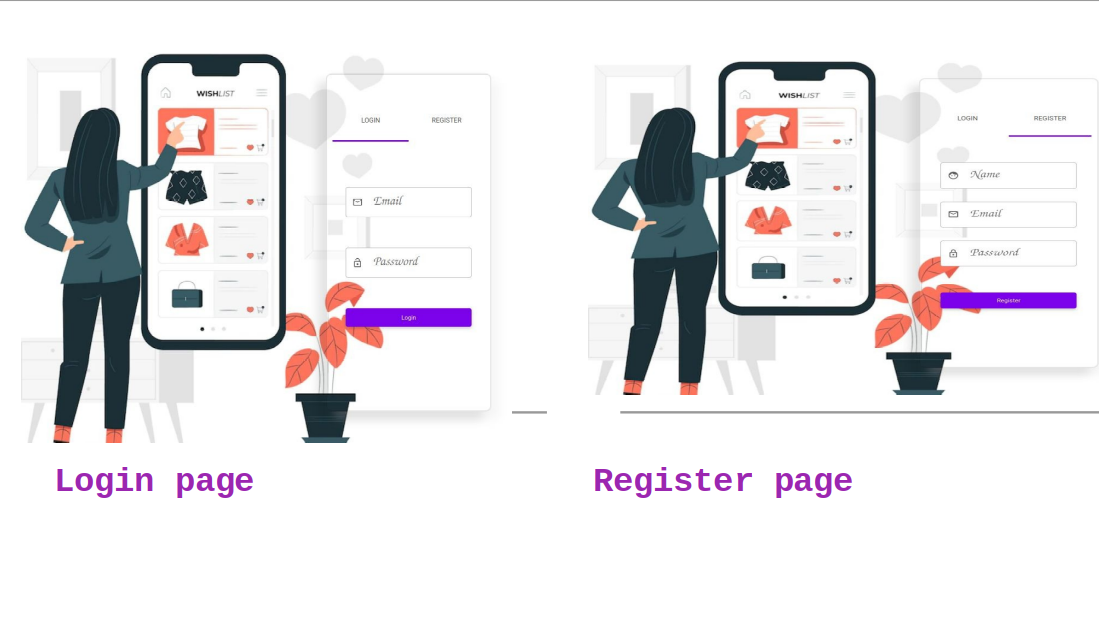 WISHLIST
LOGIN REGISTER
Email
Password
Login
Login page
WISHLIST
LOGIN REGISTER
Name
Email
Password
Register
Register page